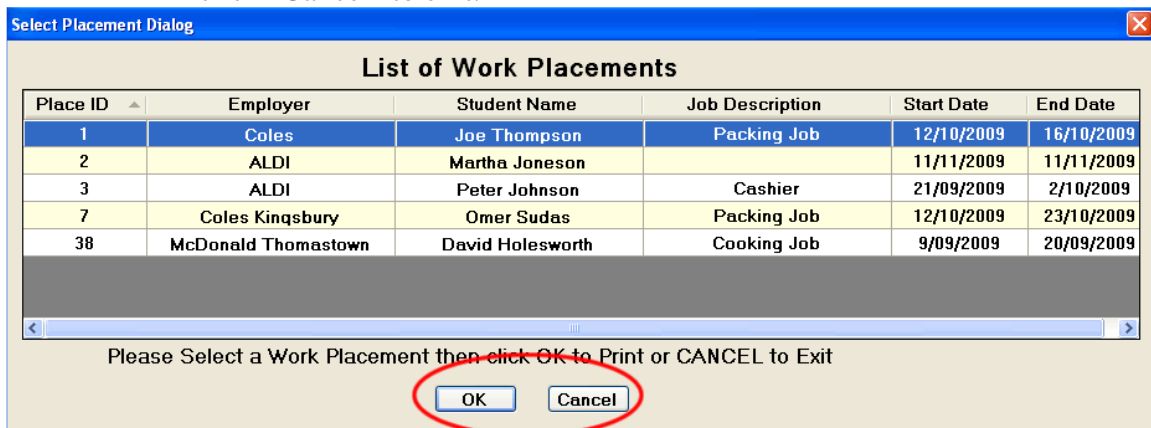 Select Placement Dialog
List of Work Placements
Place ID Employer Student Name Job Description Start Date End Date
1 Coles Joe Thompson Packing Job 12/10/2009 16/10/2009
2 ALDI Martha Joneson 11/11/2009 11/11/2009
3 ALDI Peter Johnson Cashier 21/09/2009 2/10/2009
7 Coles Kingsbury Omer Sudas Packing Job 12/10/2009 23/10/2009
38 McDonald Thomastown David Holesworth Cooking Job 9/09/2009 20/09/2009
Please Select a Work Placement then click OK to Print or CANCEL to Exit
OK Cancel